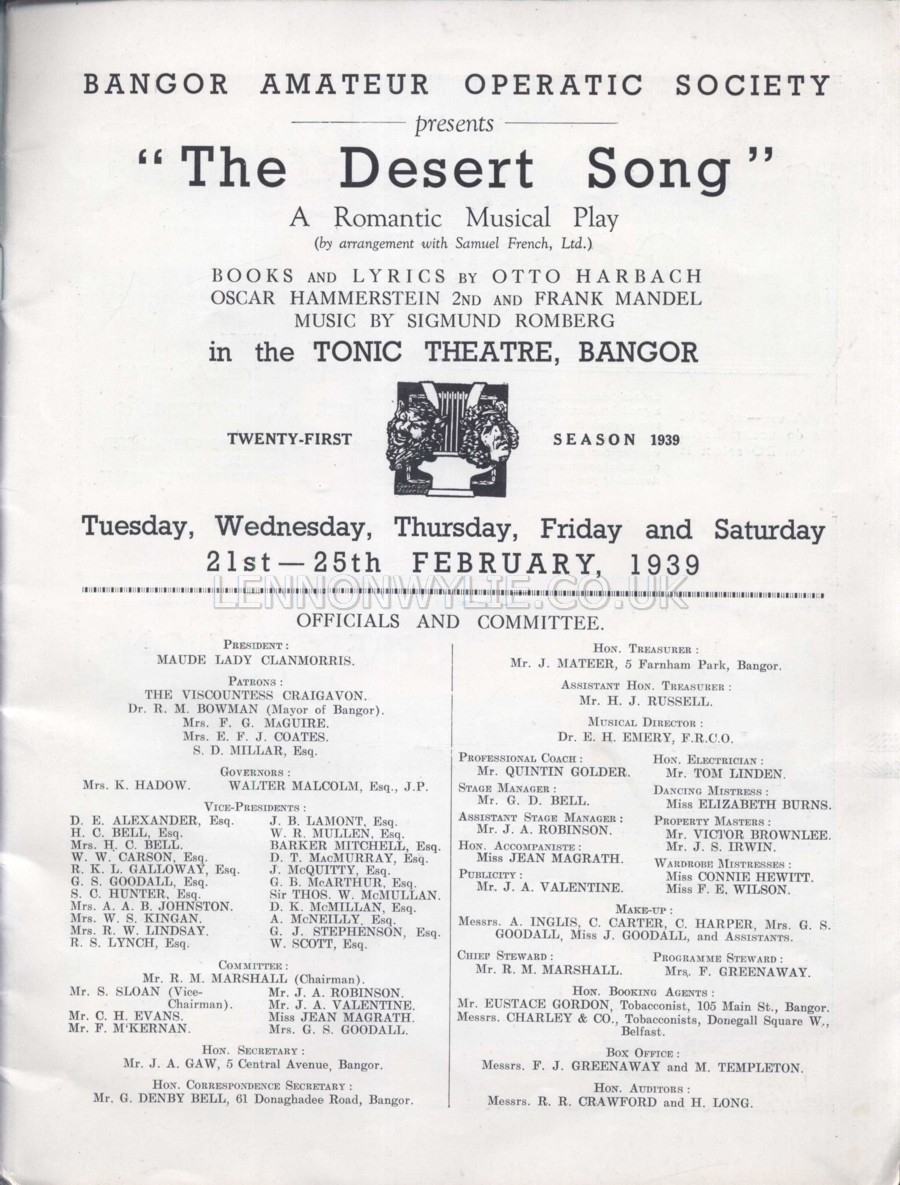 BANGOR AMATEUR OPERATIC SOCIETY
presents
"The Desert Song"
A Romantic Musical Play
(by arrangement with Samuel French, Ltd.)
BOOKS AND LYRICS BY OTTO HARBACH
OSCAR HAMMERSTEIN 2ND AND FRANK MANDEL
MUSIC BY SIGMUND ROMBERG
in the TONIC THEATRE, BANGOR
TWENTY-FIRST SEASON 1939
Tuesday, Wednesday, Thursday, Friday and Saturday
21st—25th FEBRUARY, 1939
LENNONWYLIE.CO.UK
OFFICIALS AND COMMITTEE.
PRESIDENT:
MAUDE LADY CLANMORRIS.
PATRONS:
THE VISCOUNTESS CRAIGAVON.
Dr. R. M. BOWMAN (Mayor of Bangor).
Mrs. F. G. MAGUIRE.
Mrs. E. F. J. COATES.
S. D. MILLAR, Esq.
GOVERNORS:
Mrs. K. HADOW. WALTER MALCOLM, Esq., J.P.
VICE-PRESIDENTS:
D. E. ALEXANDER, Esq.
H. C. BELL, Esq.
Mrs. H. C. BELL.
W. W. CARSON, Esq.
R. K. L. GALLOWAY, Esq.
G. S. GOODALL, Esq.
S. C. HUNTER, Esq.
Mrs. A. A. B. JOHNSTON.
Mrs. W. S. KINGAN.
Mrs. R. W. LINDSAY.
R. S. LYNCH, Esq.
J. B. LAMONT, Esq.
W. R. MULLEN, Esq.
BARKER MITCHELL, Esq.
D. T. MacMURRAY, Esq.
J. McQUITTY, Esq.
G. B. McARTHUR, Esq.
Sir THOS. W. McMULLAN.
D. K. McMILLAN, Esq.
A. McNEILLY, Esq.
G. J. STEPHENSON, Esq.
W. SCOTT, Esq.
COMMITTEE:
Mr. R. M. MARSHALL (Chairman).
Mr. S. SLOAN (Vice-
Chairman).
Mr. C. H. EVANS.
Mr. F. M'KERNAN.
Mr. J. A. ROBINSON.
Mr. J. A. VALENTINE.
Miss JEAN MAGRATH.
Mrs. G. S. GOODALL.
HON. SECRETARY:
Mr. J. A. GAW, 5 Central Avenue, Bangor.
HON. CORRESPONDENCE SECRETARY:
Mr. G. DENBY BELL, 61 Donaghadee Road, Bangor.
HON. TREASURER:
Mr. J. MATEER, 5 Farnham Park, Bangor.
ASSISTANT HON. TREASURER:
Mr. H. J. RUSSELL.
MUSICAL DIRECTOR:
Dr. E. H. EMERY, F.R.C.O.
PROFESSIONAL COACH:
Mr. QUINTIN GOLDER.
STAGE MANAGER:
Mr. G. D. BELL.
ASSISTANT STAGE MANAGER:
Mr. J. A. ROBINSON.
HON. ACCOMPANISTE:
Miss JEAN MAGRATH.
PUBLICITY:
Mr. J. A. VALENTINE.
HON. ELECTRICIAN:
Mr. TOM LINDEN.
DANCING MISTRESS:
Miss ELIZABETH BURNS.
PROPERTY MASTERS:
Mr. VICTOR BROWNLEE.
Mr. J. S. IRWIN.
WARDROBE MISTRESSES:
Miss CONNIE HEWITT.
Miss F. E. WILSON.
MAKE-UP:
Messrs. A. INGLIS, C. CARTER, C. HARPER, Mrs. G. S.
GOODALL, Miss J. GOODALL, and ASSISTANTS.
CHIEF STEWARD:
Mr. R. M. MARSHALL.
PROGRAMME STEWARD:
Mrs. F. GREENAWAY.
HON. BOOKING AGENTS:
Mr. EUSTACE GORDON, Tobacconist, 105 Main St., Bangor.
Messrs. CHARLEY & CO., Tobacconists, Donegall Square W.,
Belfast.
BOX OFFICE:
Messrs. F. J. GREENAWAY and M. TEMPLETON.
HON. AUDITORS:
Messrs. R. R. CRAWFORD and H. LONG.